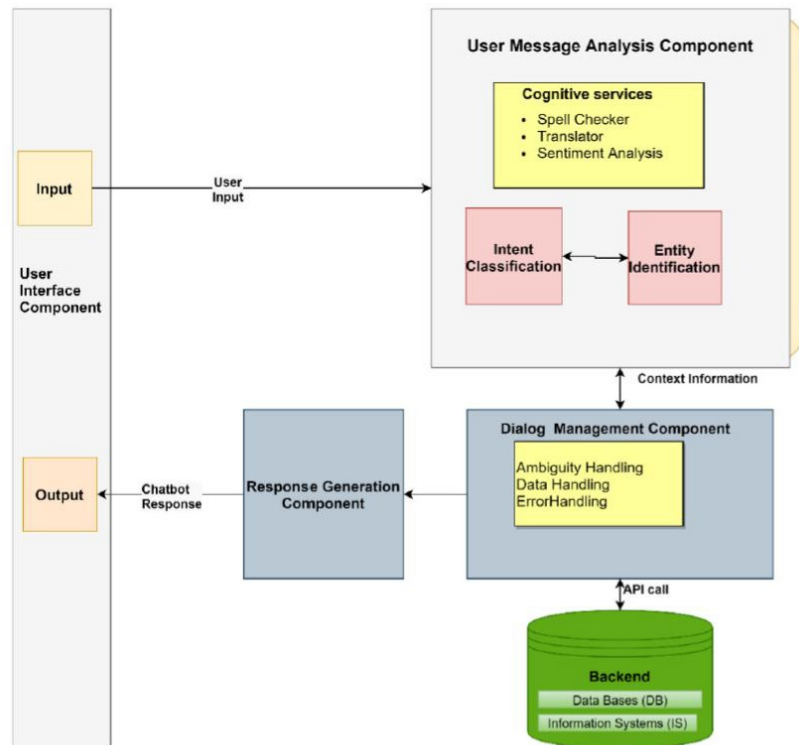 User Message Analysis Component
Cognitive services
• Spell Checker
• Translator
• Sentiment Analysis
Input
User
Input
Intent
Classification
Entity
Identification
User
Interface
Component
Context Information
Dialog Management Component
Ambiguity Handling
Data Handling
ErrorHandling
Response Generation
Component
Chatbot
Response
Output
API call
Backend
Data Bases (DB)
Information Systems (IS)